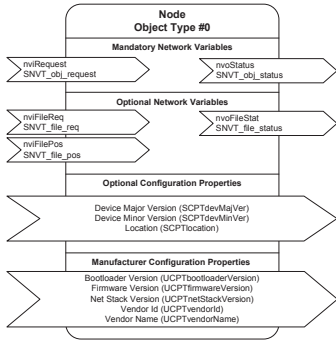 Node
Object Type #0
Mandatory Network Variables
nviRequest
SNVT_obj_request
nvoStatus
SNVT_obj_status
Optional Network Variables
nviFileReq
SNVT_file_req
nvoFileStat
SNVT_file_status
nviFilePos
SNVT_file_pos
Optional Configuration Properties
Device Major Version (SCPTdevMajVer)
Device Minor Version (SCPTdevMinVer)
Location (SCPTlocation)
Manufacturer Configuration Properties
Bootloader Version (UCPTbootloaderVersion)
Firmware Version (UCPTfirmwareVersion)
Net Stack Version (UCPTnetStackVersion)
Vendor Id (UCPTvendorId)
Vendor Name (UCPTvendorName)